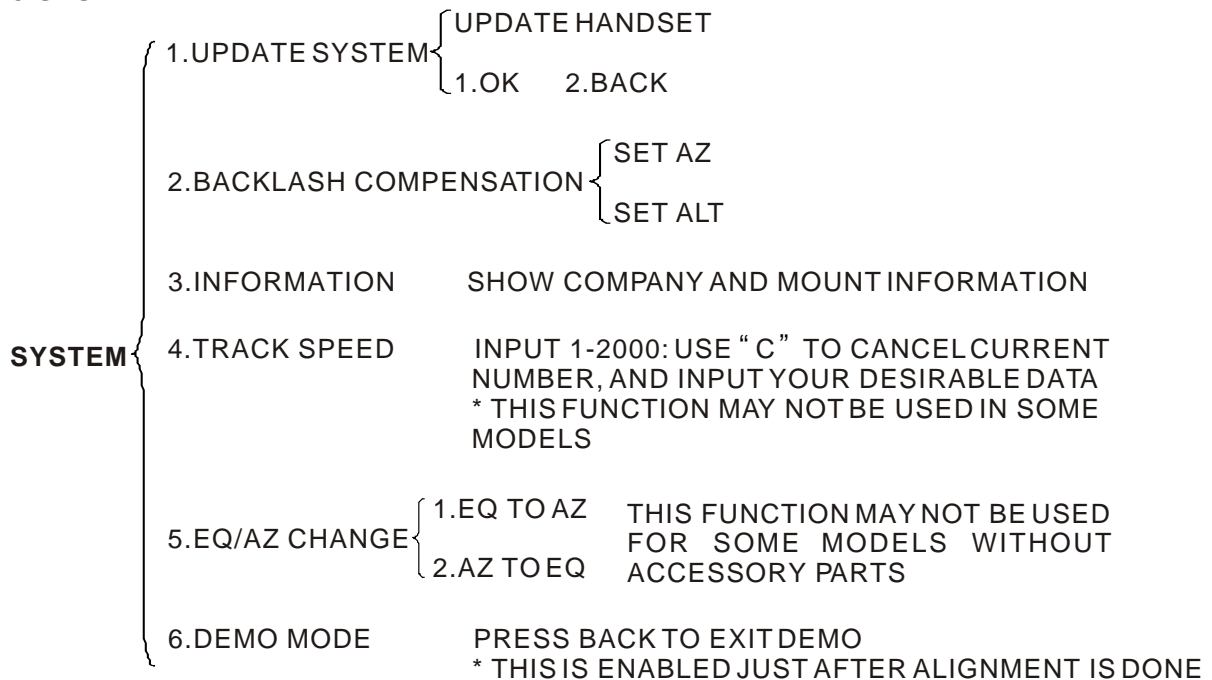 UPDATE HANDSET
1.UPDATE SYSTEM
1.OK 2.BACK
SET AZ
2.BACKLASH COMPENSATION
SET ALT
3.INFORMATION SHOW COMPANY AND MOUNT INFORMATION
SYSTEM
4.TRACK SPEED INPUT 1-2000: USE “C” TO CANCEL CURRENT
NUMBER, AND INPUT YOUR DESIRABLE DATA
* THIS FUNCTION MAY NOT BE USED IN SOME
MODELS
1.EQ TO AZ THIS FUNCTION MAY NOT BE USED
5.EQ/AZ CHANGE FOR SOME MODELS WITHOUT
2.AZ TO EQ ACCESSORY PARTS
6.DEMO MODE PRESS BACK TO EXIT DEMO
* THIS IS ENABLED JUST AFTER ALIGNMENT IS DONE